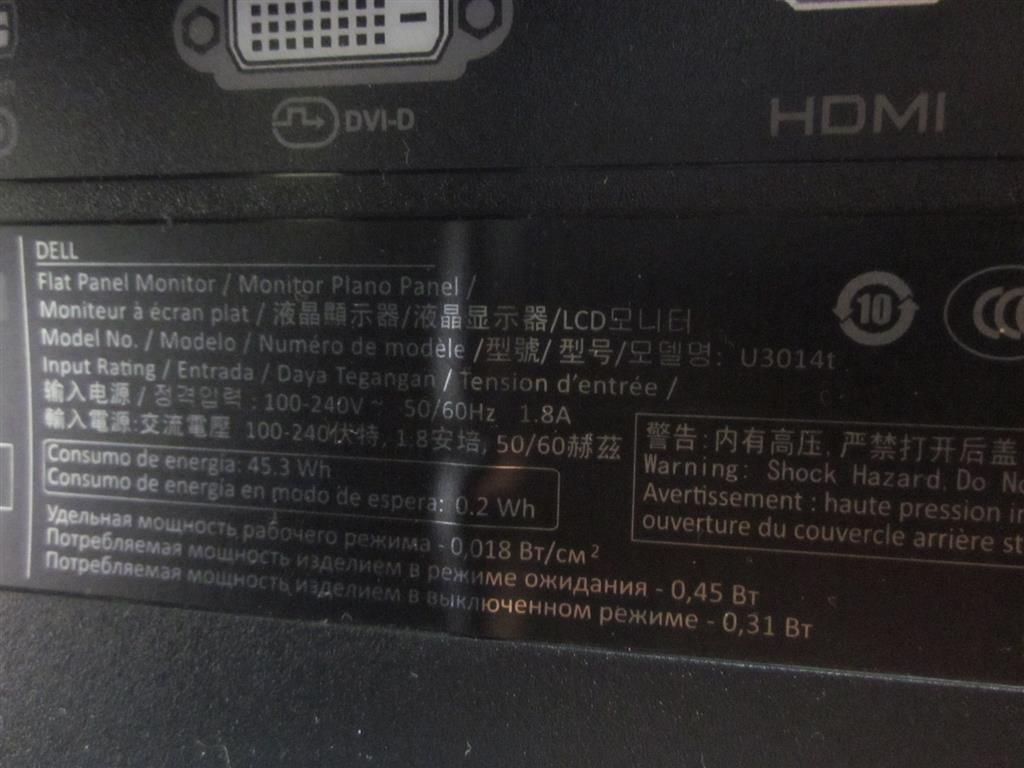 DVI-D
HDMI
DELL
Flat Panel Monitor / Monitor Plano Panel /
Moniteur à écran plat / 液晶顯示器/液晶显示器/LCD모니터
Model No. / Modelo / Numéro de modèle /型號/ 型号/모델명: U3014t
Input Rating / Entrada / Daya Tegangan / Tension d'entrée /
输入电源 / 정격입력 : 100-240V ~ 50/60Hz 1.8A
輸入電源:交流電壓 100-240伏特, 1.8安培, 50/60赫茲
Consumo de energia: 45.3 Wh
Consumo de energía en modo de espera: 0.2 Wh
Удельная мощность рабочего режима - 0,018 Вт/см²
Потребляемая мощность изделием в режиме ожидания - 0,45 Вт
Потребляемая мощность изделием в выключенном режиме - 0,31 Вт
10
警告: 内有高压, 严禁打开后盖
Warning: Shock Hazard. Do
Avertissement : haute pression
ouverture du couvercle arrière